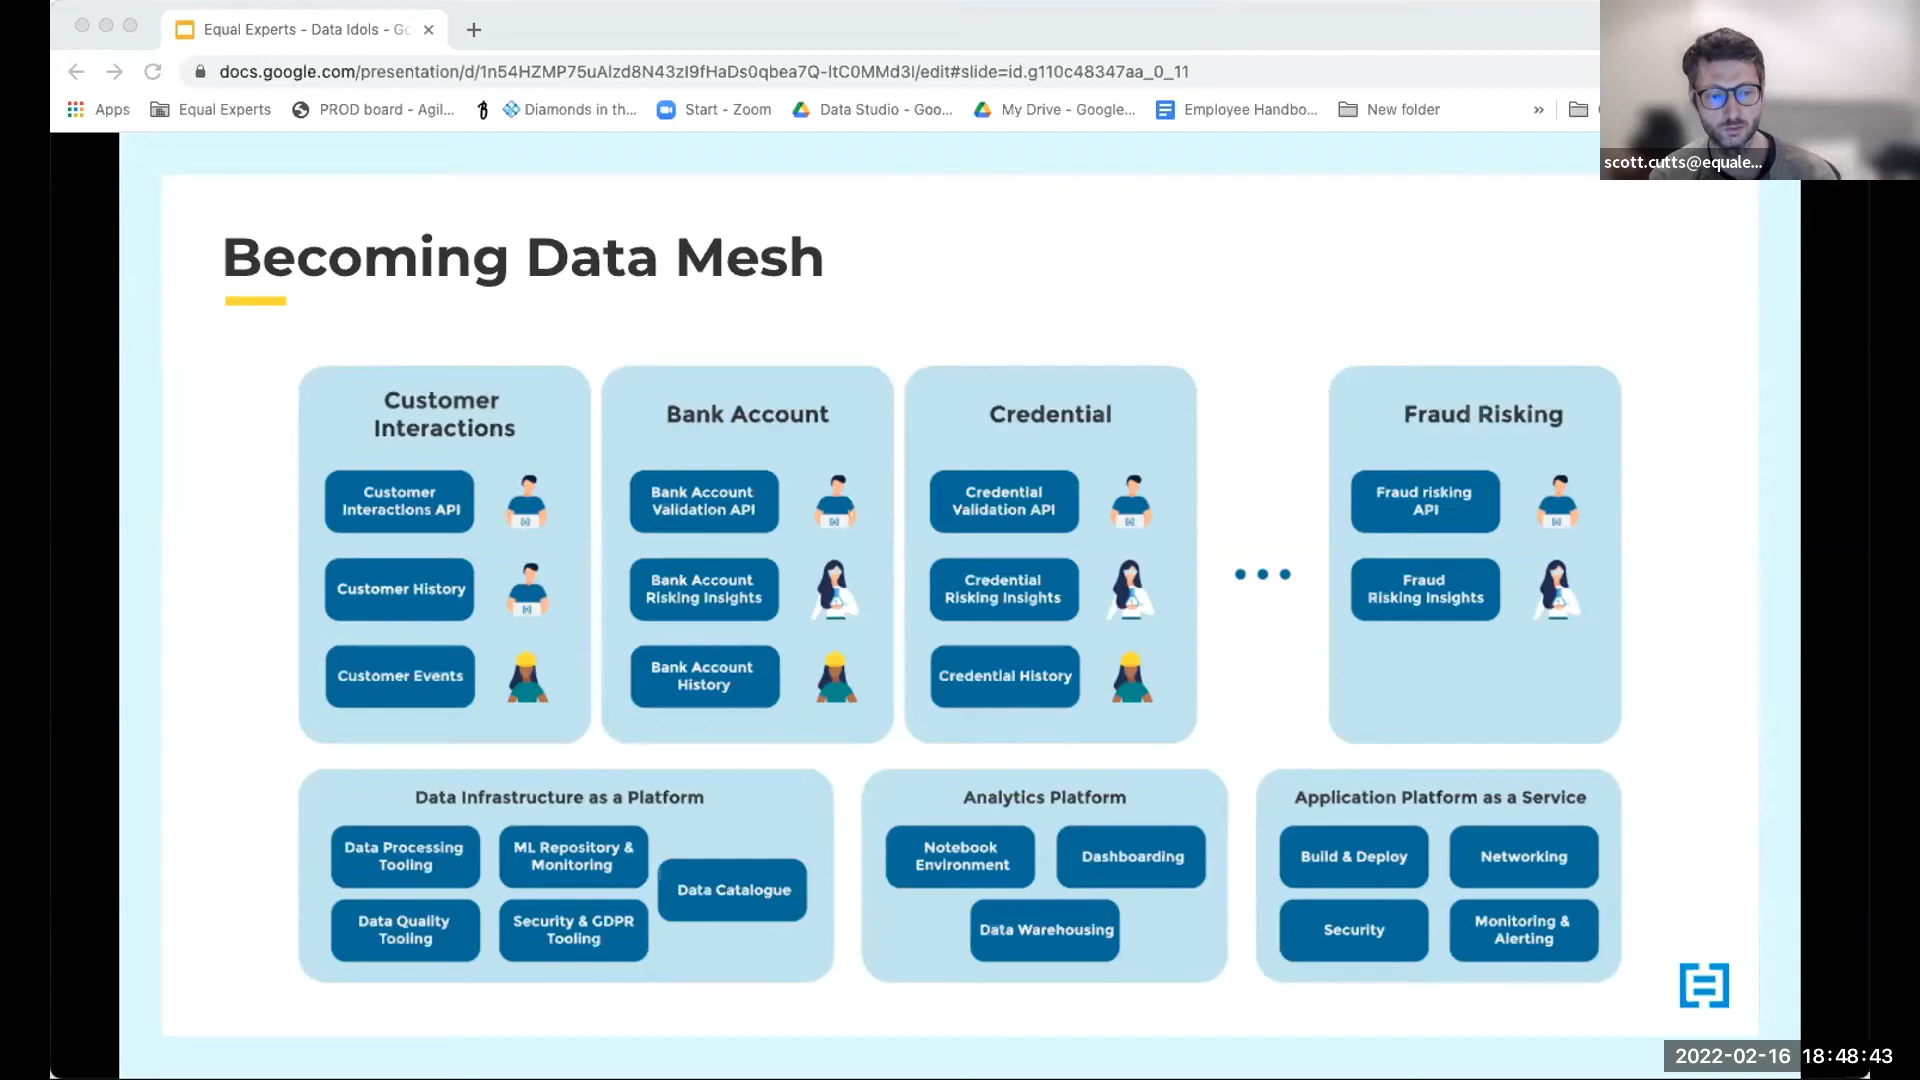 Equal Experts - Data Idols - Go
docs.google.com/presentation/d/1n54HZMP75uAlzd8N43zI9fHaDs0qbea7Q-ItC0MMd3I/edit#slide=id.g110c48347aa_0_11
Apps
Equal Experts
PROD board - Agil...
Diamonds in th...
Start - Zoom
Data Studio - Goo...
My Drive - Google...
Employee Handbo...
New folder
»
scott.cutts@equale...
Becoming Data Mesh
Customer
Interactions
Customer
Interactions API
Customer History
Customer Events
Bank Account
Bank Account
Validation API
Bank Account
Risking Insights
Bank Account
History
Credential
Credential
Validation API
Credential
Risking Insights
Credential History
Fraud Risking
Fraud risking
API
Fraud
Risking Insights
Data Infrastructure as a Platform
Data Processing
Tooling
ML Repository &
Monitoring
Data Catalogue
Data Quality
Tooling
Security & GDPR
Tooling
Analytics Platform
Notebook
Environment
Dashboarding
Data Warehousing
Application Platform as a Service
Build & Deploy
Networking
Security
Monitoring &
Alerting
2022-02-16 18:48:43